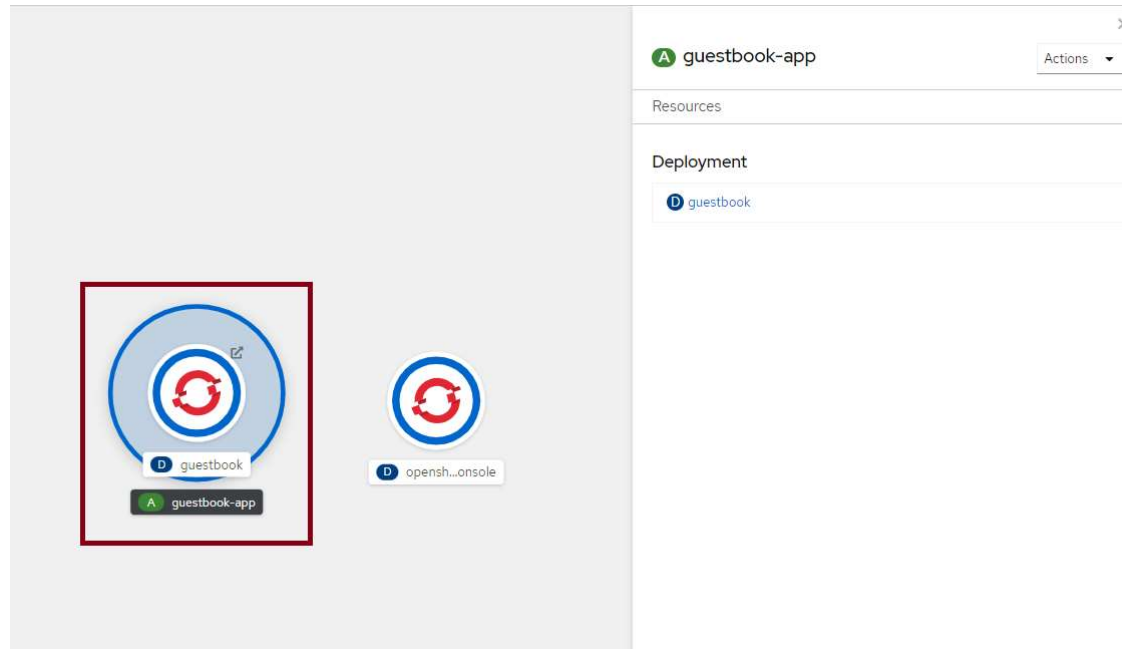 A guestbook-app
Actions
Resources
Deployment
D guestbook
D guestbook
A guestbook-app
D opensh...onsole